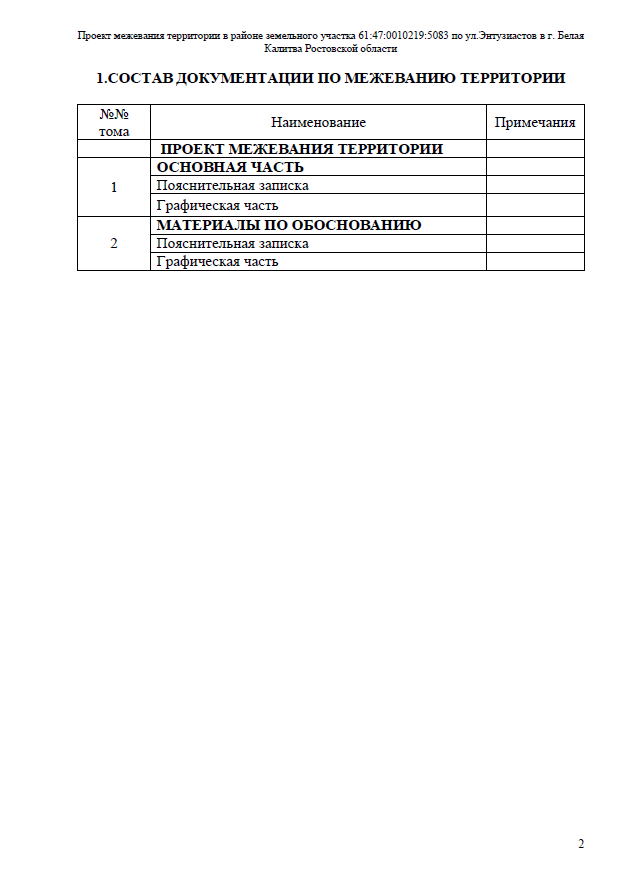 Проект межевания территории в районе земельного участка 61:47:0010219:5083 по ул.Энтузиастов в г. Белая
Калитва Ростовской области
1.СОСТАВ ДОКУМЕНТАЦИИ ПО МЕЖЕВАНИЮ ТЕРРИТОРИИ
№№
тома
Наименование
Примечания
ПРОЕКТ МЕЖЕВАНИЯ ТЕРРИТОРИИ
1
ОСНОВНАЯ ЧАСТЬ
Пояснительная записка
Графическая часть
2
МАТЕРИАЛЫ ПО ОБОСНОВАНИЮ
Пояснительная записка
Графическая часть
2